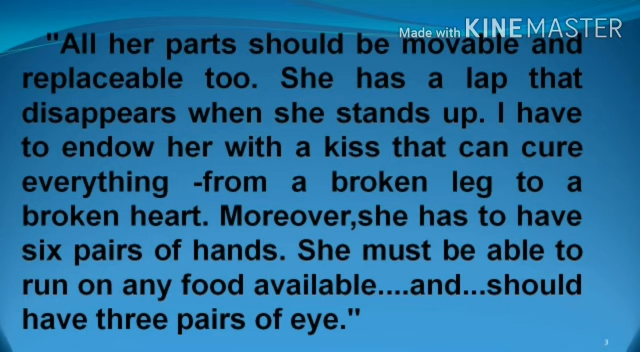 Made with KINEMASTER
"All her parts should be movable and
replaceable too. She has a lap that
disappears when she stands up. I have
to endow her with a kiss that can cure
everything -from a broken leg to a
broken heart. Moreover,she has to have
six pairs of hands. She must be able to
run on any food available....and...should
have three pairs of eye."
3